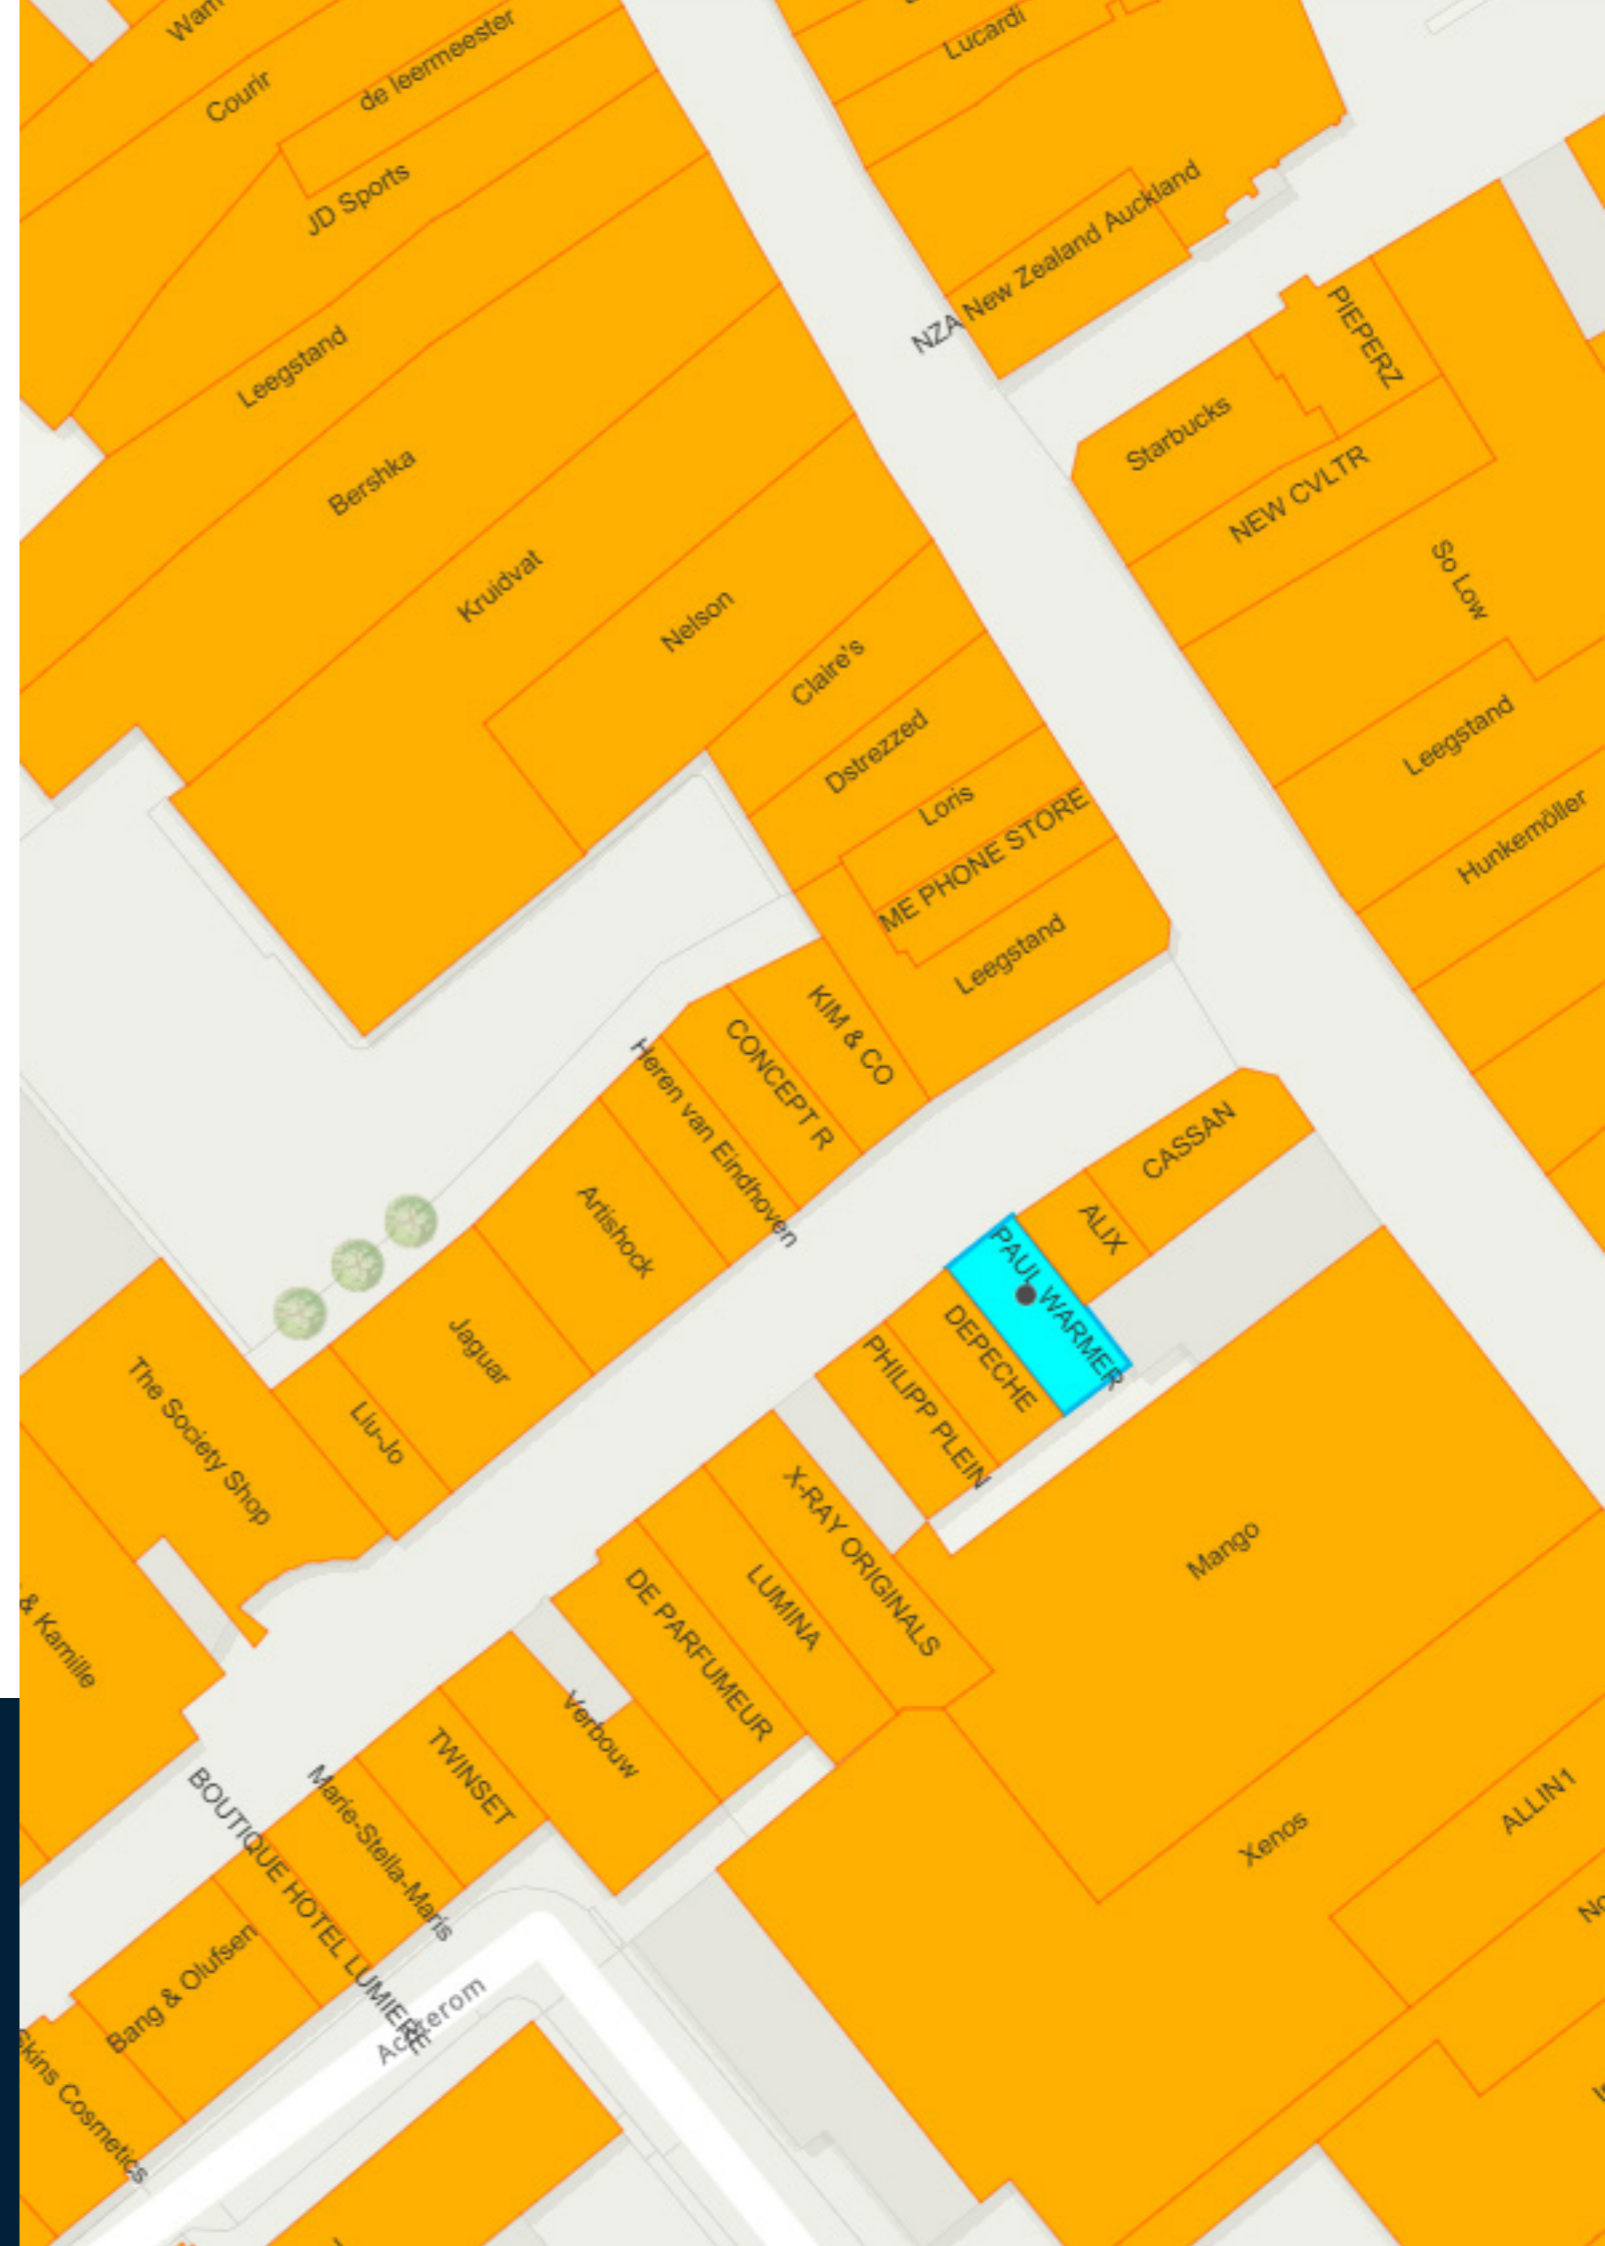 Courir
de leermeester
Lucardi
JD Sports
NZA New Zealand Auckland
Leegstand
PIEPERZ
Starbucks
Bershka
NEW CVLTR
Kruidvat
So Low
Nelson
Claire's
Leegstand
Dstrezzed
Loris
Hunkemöller
ME PHONE STORE
Leegstand
KIM & CO
CONCEPT R
Heren van Eindhoven
CASSAN
ALIX
Artishock
PAUL WARMER
DEPECHE
Jaguar
PHILIPP PLEIN
Liu-Jo
The Society Shop
X-RAY ORIGINALS
Mango
LUMINA
DE PARFUMEUR
& Kamille
Verbouw
TWINSET
Marie-Stella-Maris
BOUTIQUE HOTEL LUMIERE
ALLIN1
Xenos
Bang & Olufsen
Achterom
Skins Cosmetics